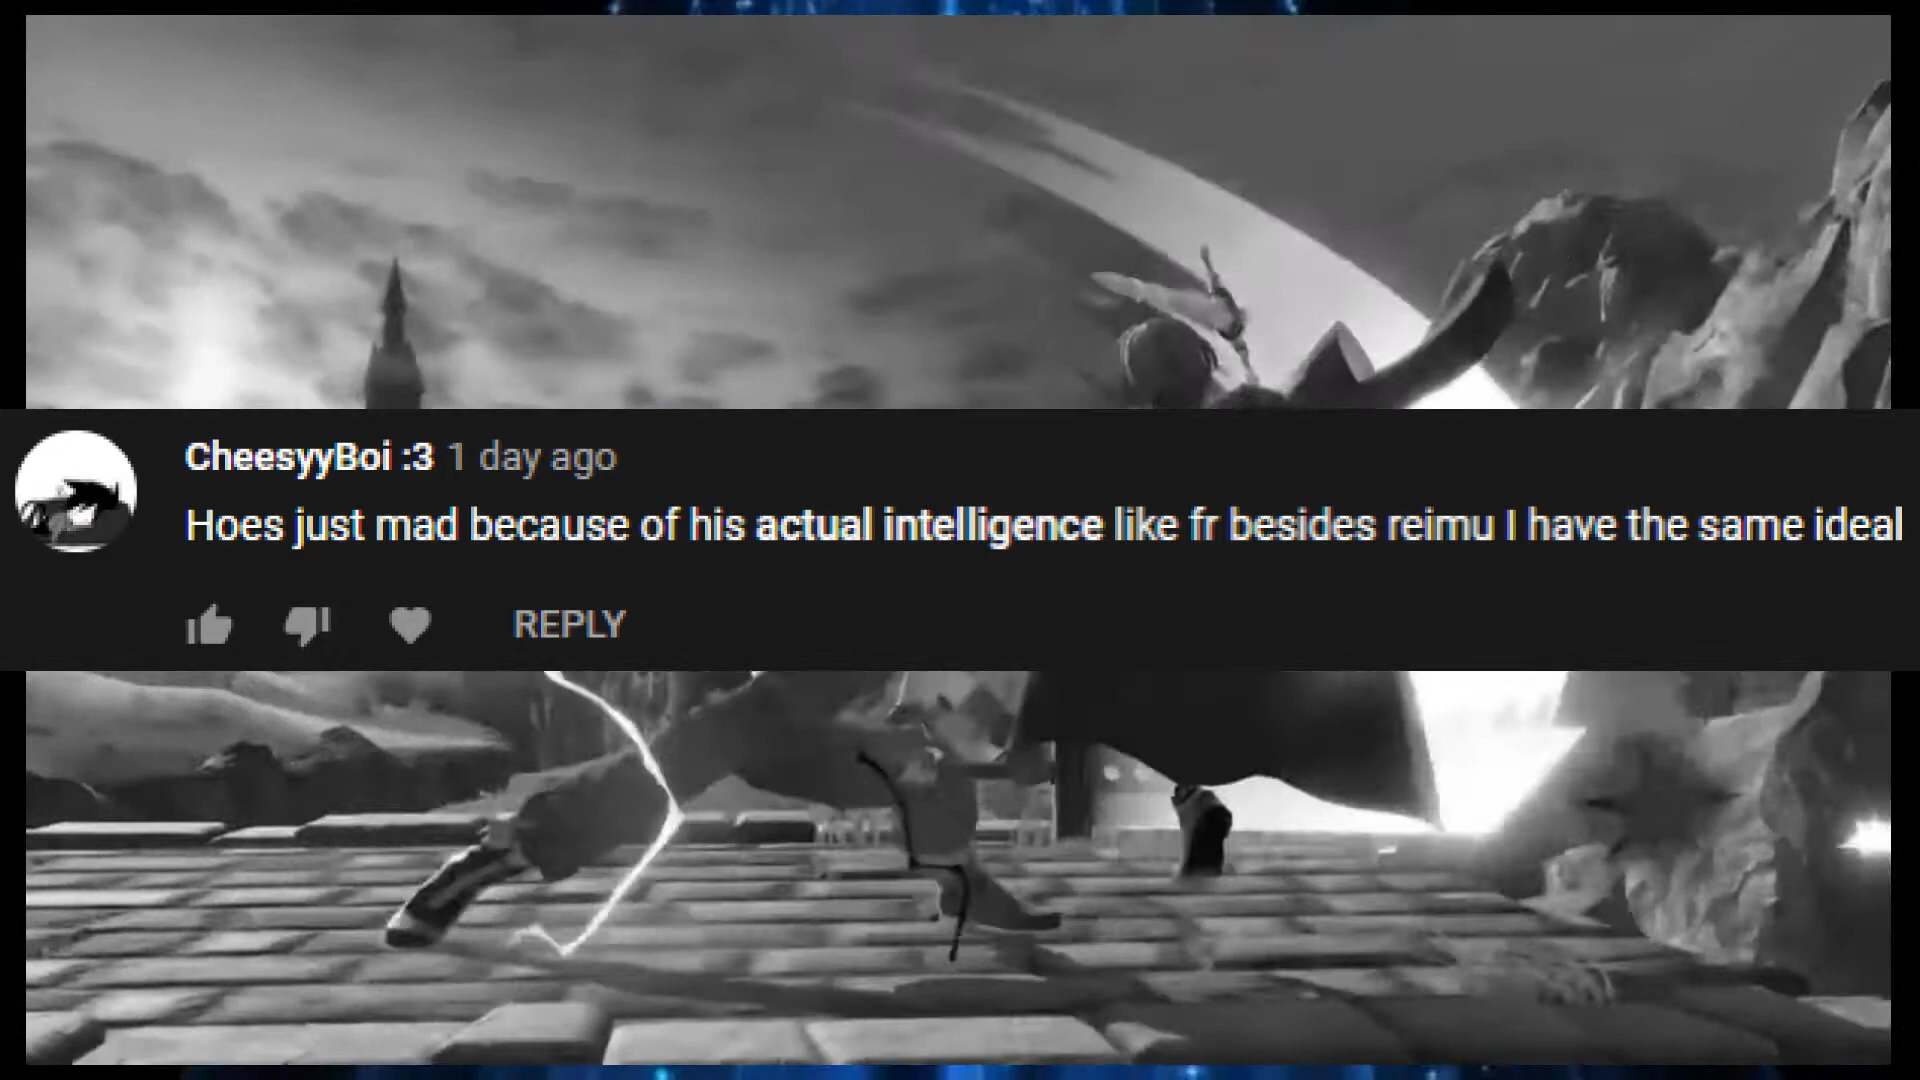 CheesyyBoi :3 1 day ago
Hoes just mad because of his actual intelligence like fr besides reimu I have the same ideal
REPLY